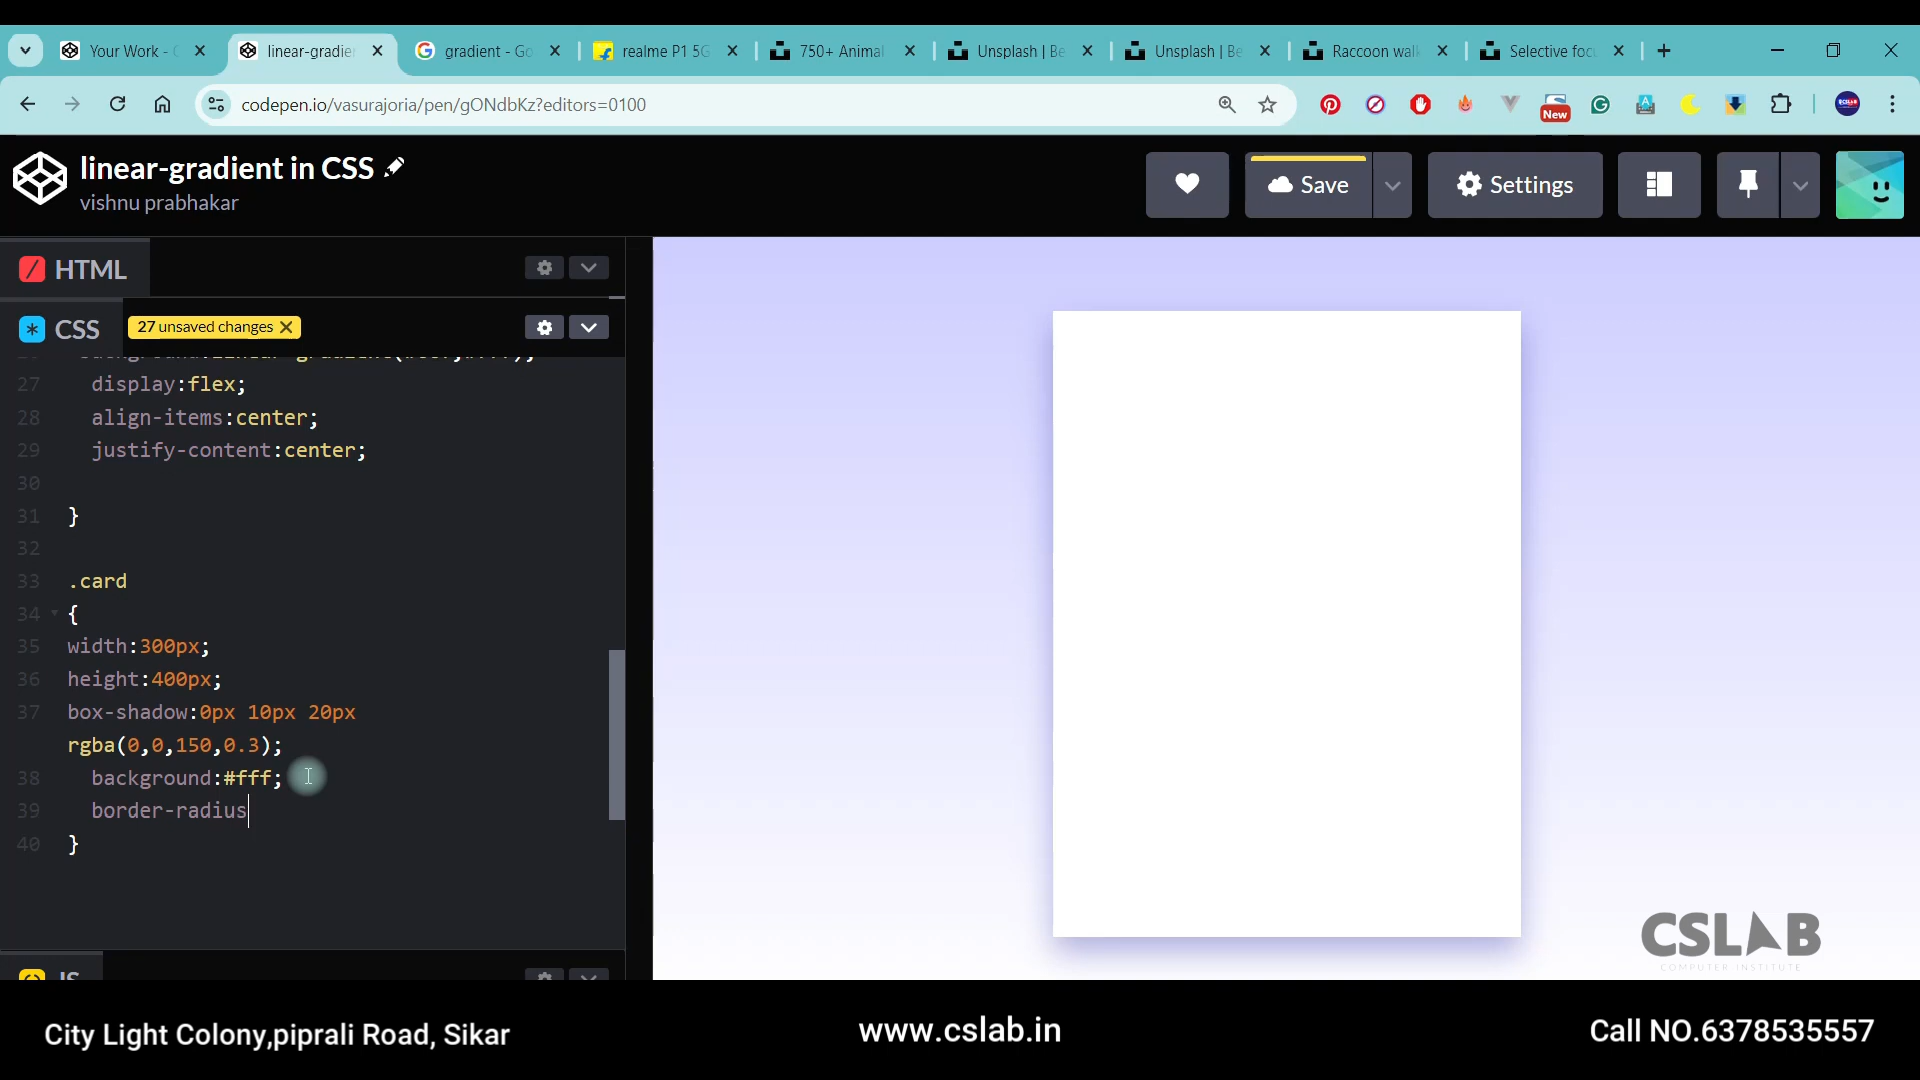 Your Work - C
linear-gradie
gradient - Go
realme P1 5G
750+ Animal
Unsplash | Be
Unsplash | Be
Raccoon walk
Selective foc
codepen.io/vasurajoria/pen/gONdbKz?editors=0100
New
linear-gradient in CSS
vishnu prabhakar
Save
Settings
HTML
CSS
27 unsaved changes
27 display:flex;
28 align-items:center;
29 justify-content:center;
30
31 }
32
33 .card
34 {
35 width:300px;
36 height:400px;
37 box-shadow:0px 10px 20px
rgba(0,0,150,0.3);
38 background:#fff;
39 border-radius
40 }
JS
CSLAB
COMPUTER INSTITUTE
City Light Colony,piprali Road, Sikar
www.cslab.in
Call NO.6378535557